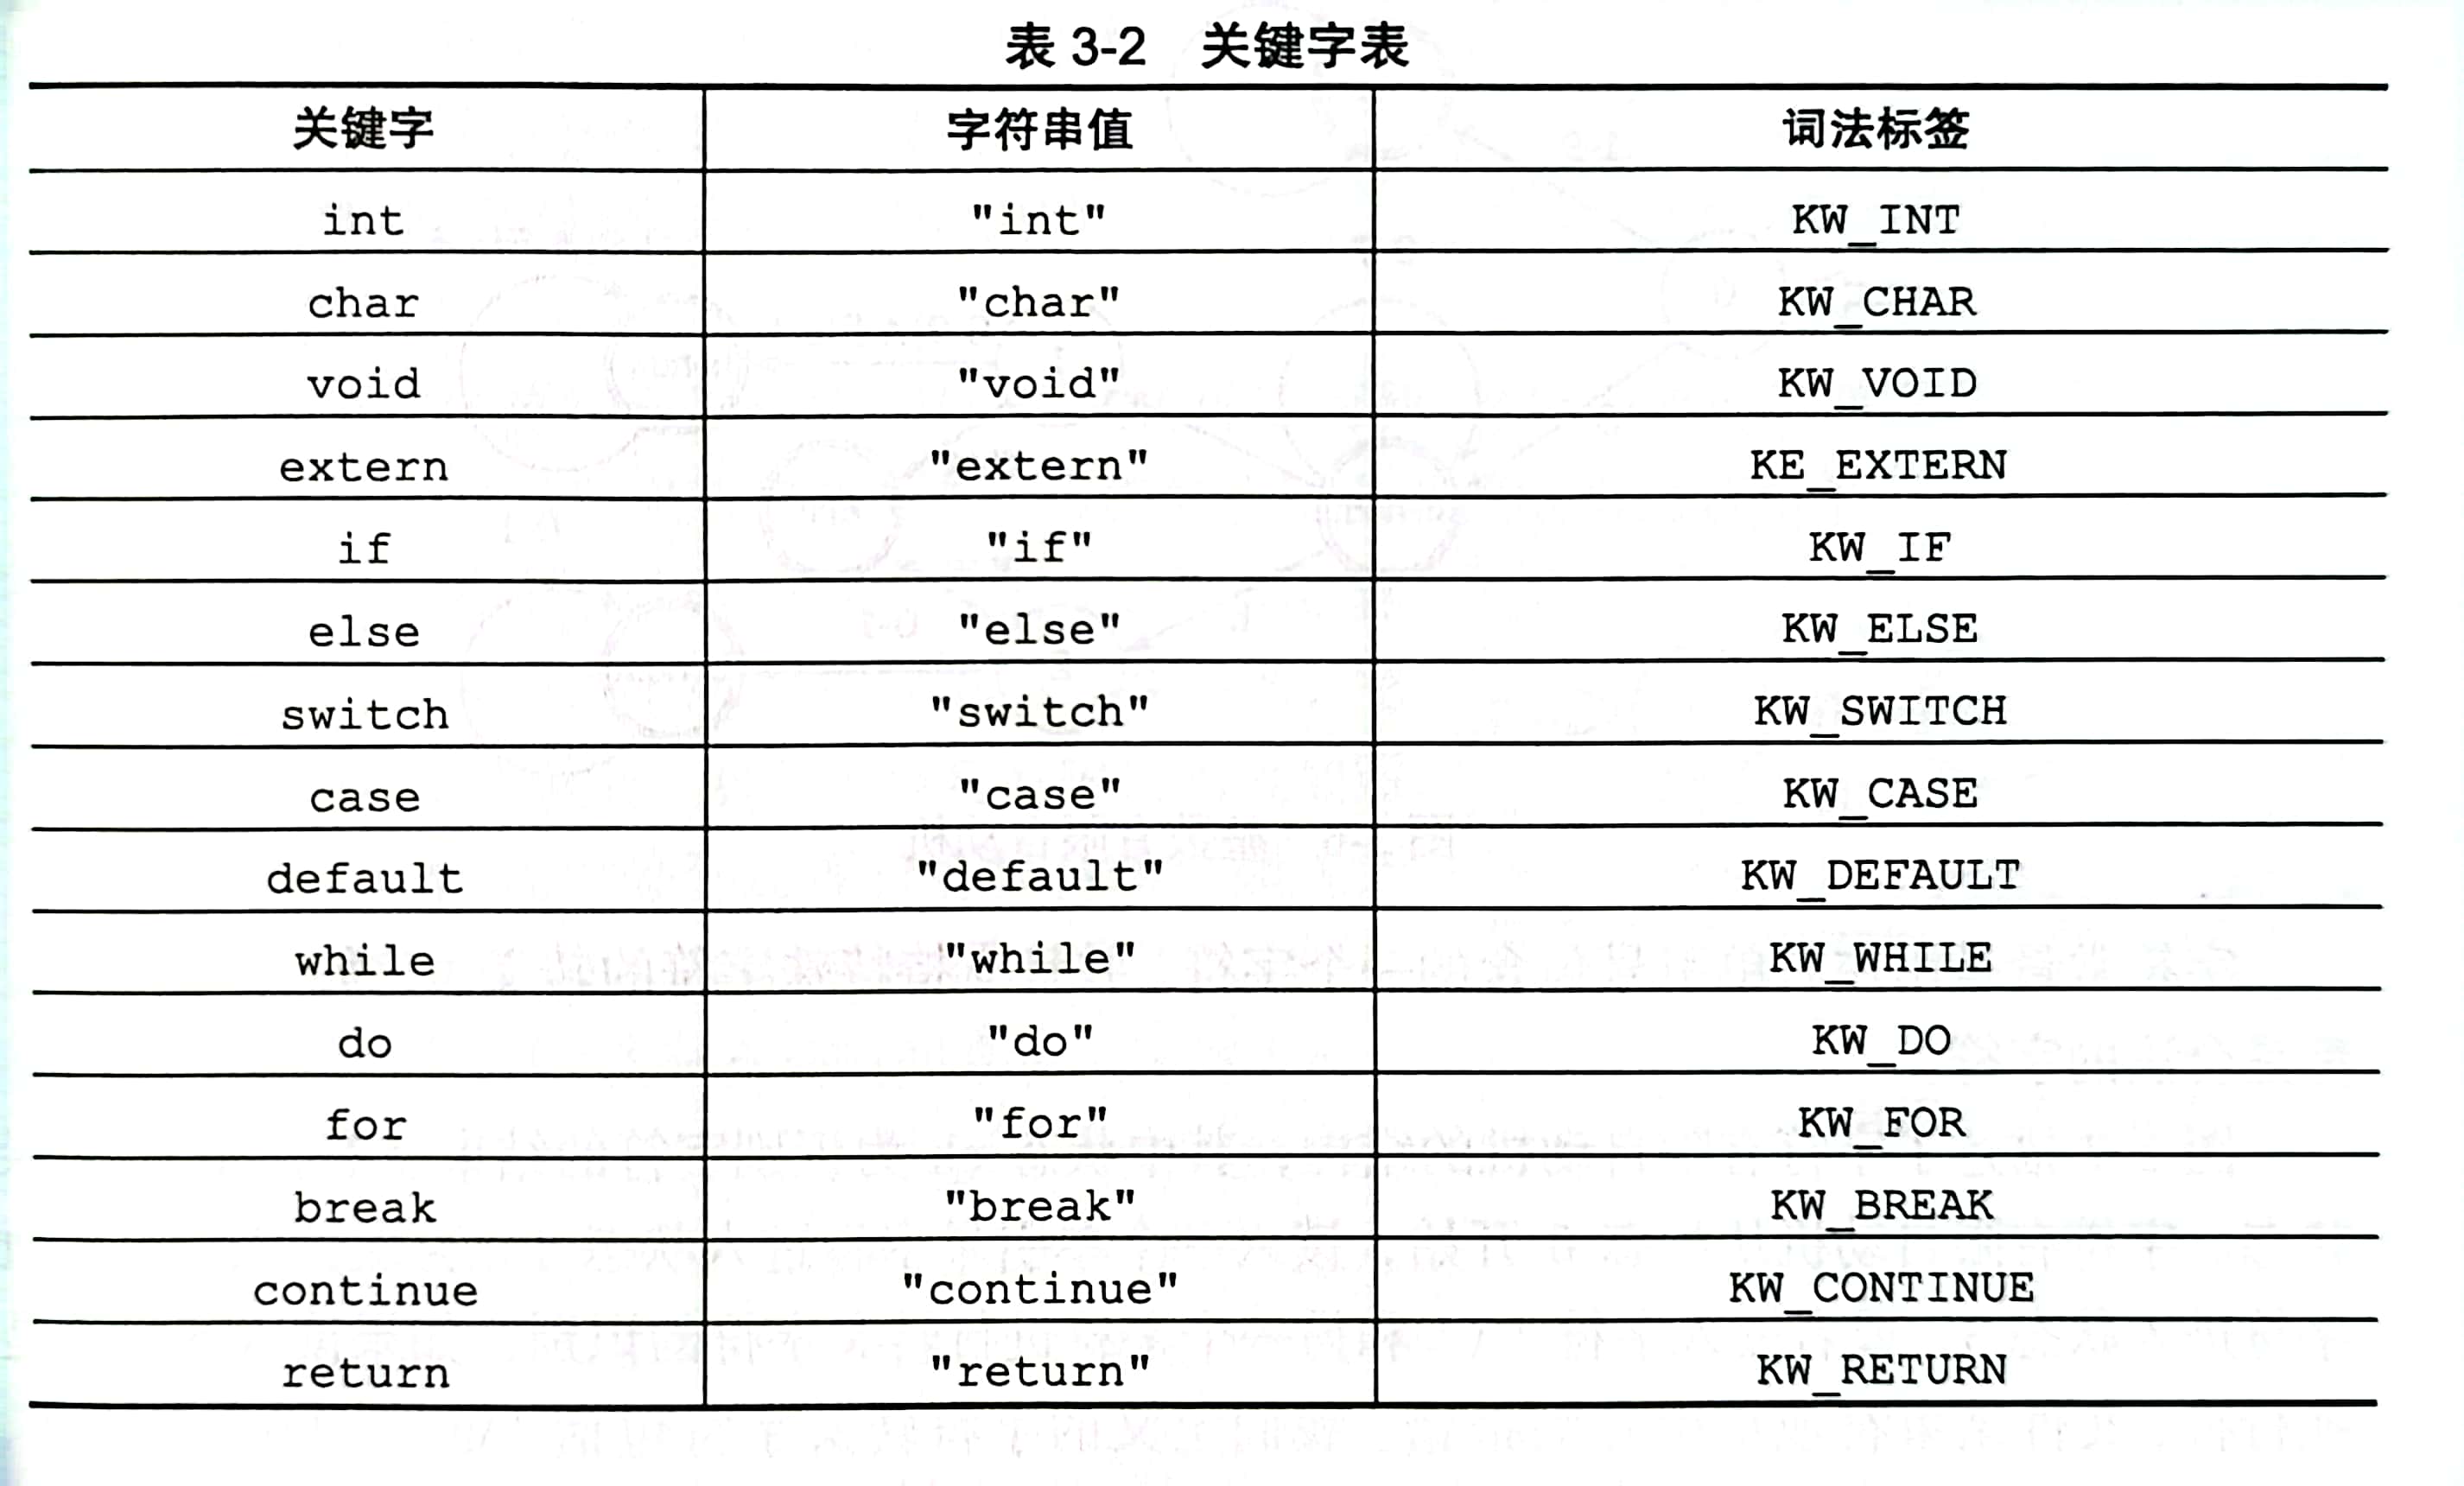 表 3-2 关键字表
关键字 字符串值 词法标签
int "int" KW_INT
char "char" KW_CHAR
void "void" KW_VOID
extern "extern" KE_EXTERN
if "if" KW_IF
else "else" KW_ELSE
switch "switch" KW_SWITCH
case "case" KW_CASE
default "default" KW_DEFAULT
while "while" KW_WHILE
do "do" KW_DO
for "for" KW_FOR
break "break" KW_BREAK
continue "continue" KW_CONTINUE
return "return" KW_RETURN